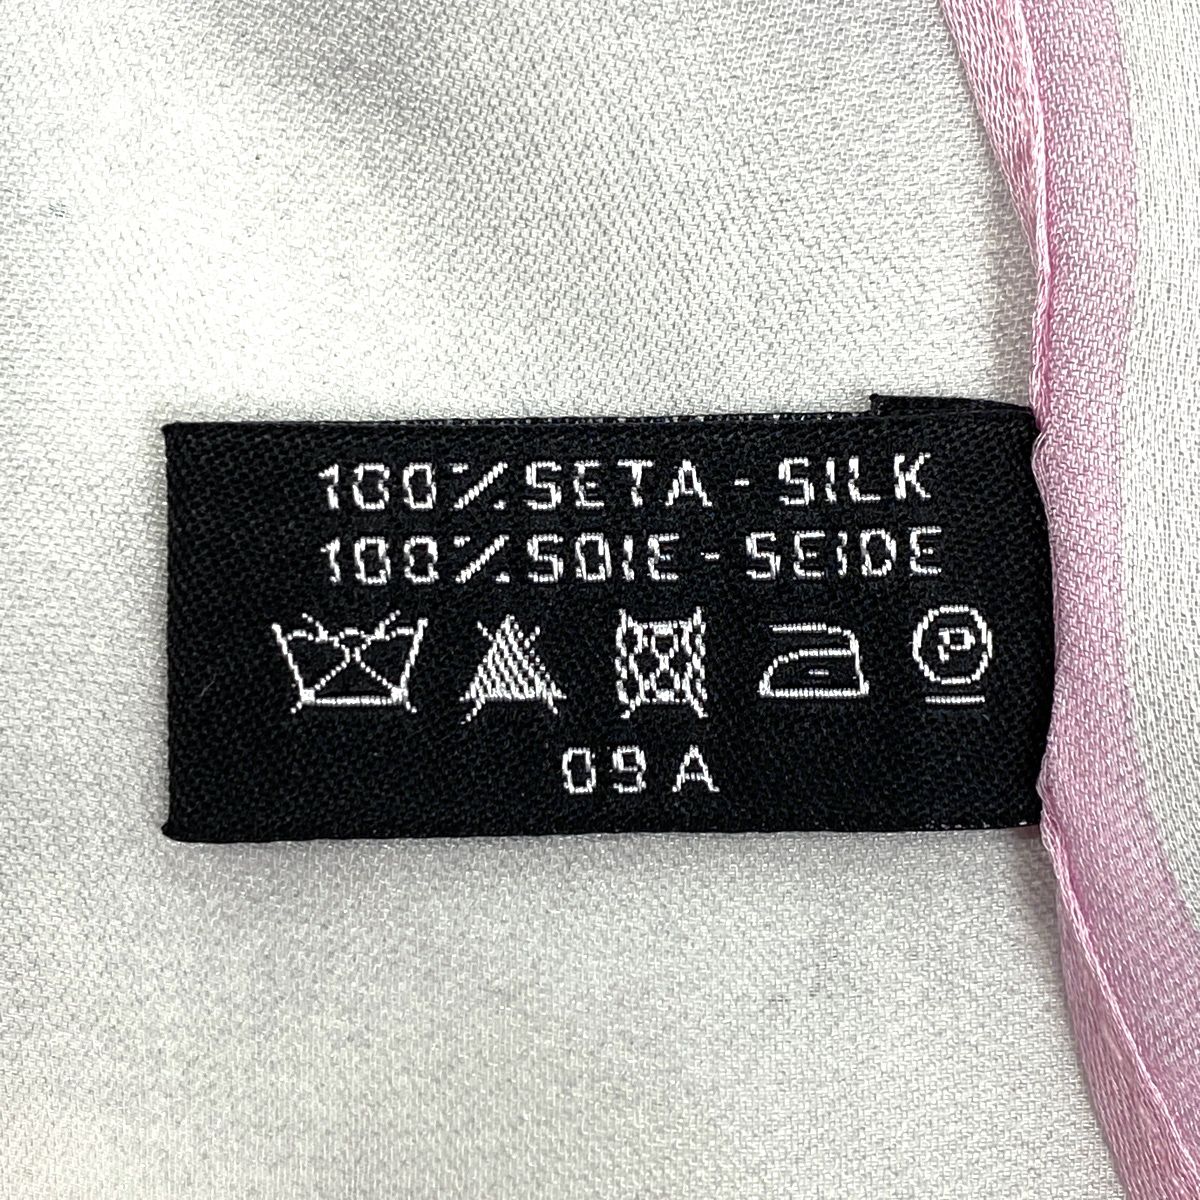 100% SETA - SILK
100% SOIE - SEIDE
P
09A